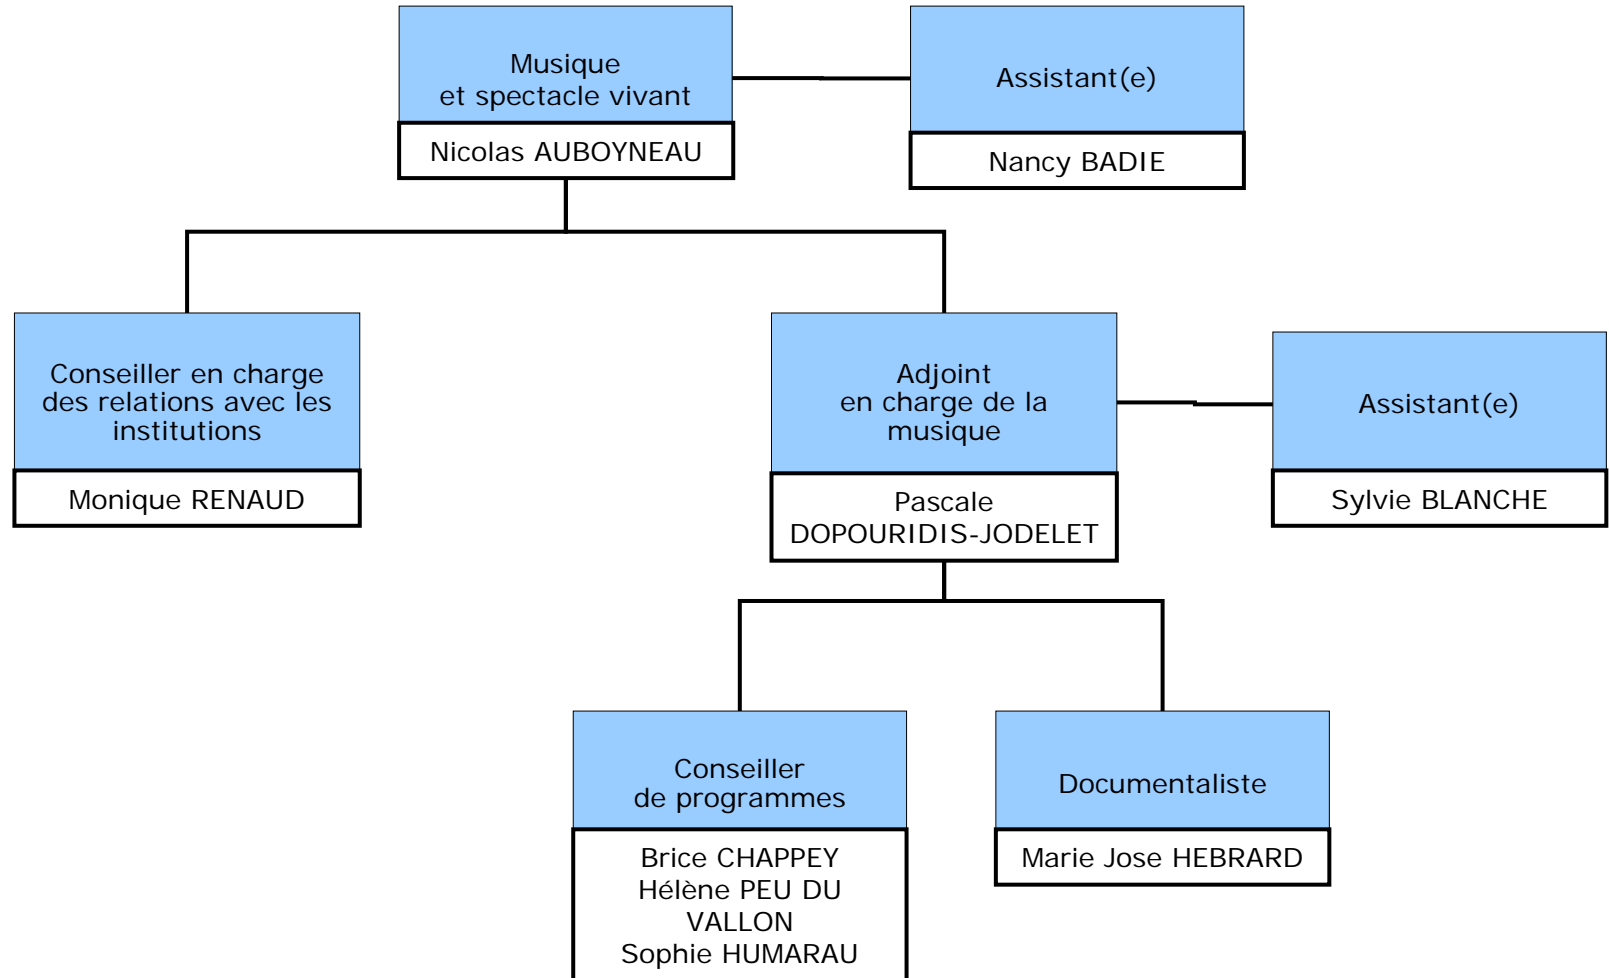 Musique
et spectacle vivant
Nicolas AUBOYNEAU
Assistant(e)
Nancy BADIE
Conseiller en charge
des relations avec les
institutions
Monique RENAUD
Adjoint
en charge de la
musique
Pascale
DOPOURIDIS-JODELET
Assistant(e)
Sylvie BLANCHE
Conseiller
de programmes
Brice CHAPPEY
Hélène PEU DU
VALLON
Sophie HUMARAU
Documentaliste
Marie Jose HEBRARD